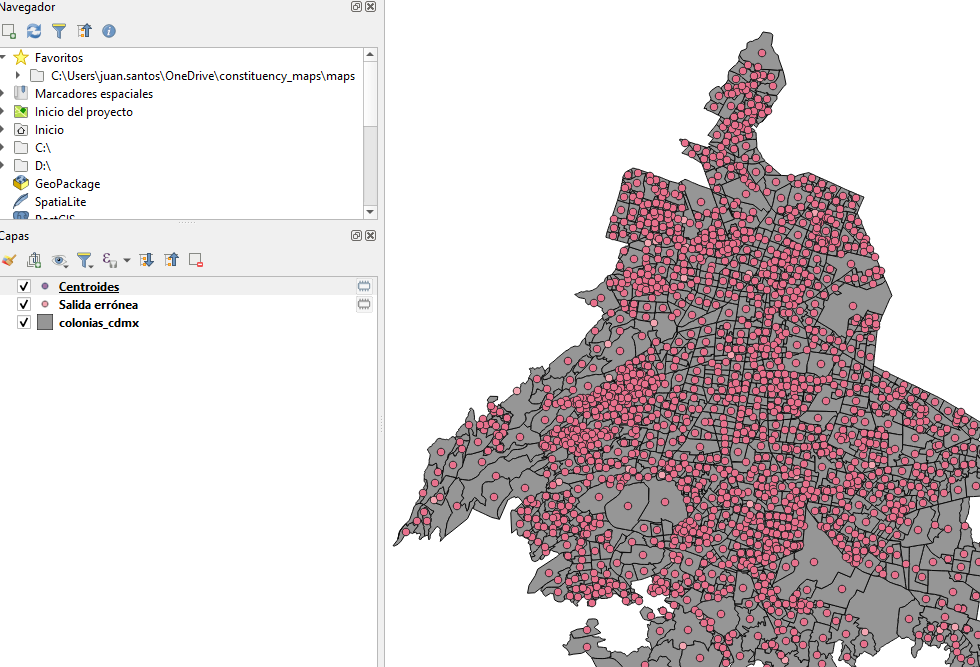 Navegador
Favoritos
C:\Users\juan.santos\OneDrive\constituency_maps\maps
Marcadores espaciales
Inicio del proyecto
Inicio
C:\
D:\
GeoPackage
SpatiaLite
PostGIS
Capas
Centroides
Salida errónea
colonias_cdmx